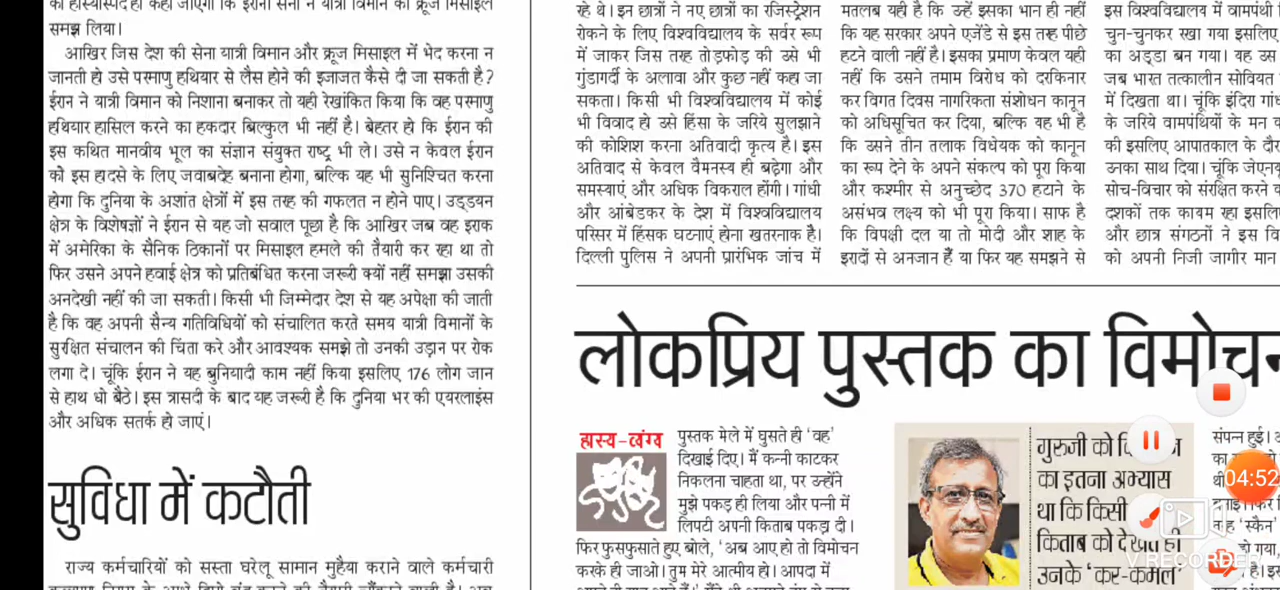 को हास्यास्पद ही कहा जाएगा कि ईरानी सेना ने यात्री विमान को क्रूज मिसाइल
समझ लिया।
आखिर जिस देश की सेना यात्री विमान और क्रूज मिसाइल में भेद करना न
जानती हो उसे परमाणु हथियार से लैस होने की इजाजत कैसे दी जा सकती है?
ईरान ने यात्री विमान को निशाना बनाकर तो यही रेखांकित किया कि वह परमाणु
हथियार हासिल करने का हकदार बिल्कुल भी नहीं है। बेहतर हो कि ईरान की
इस कथित मानवीय भूल का संज्ञान संयुक्त राष्ट्र भी ले। उसे न केवल ईरान
को इस हादसे के लिए जवाबदेह बनाना होगा, बल्कि यह भी सुनिश्चित करना
होगा कि दुनिया के अशांत क्षेत्रों में इस तरह की गफलत न होने पाए। उड्डयन
क्षेत्र के विशेषज्ञों ने ईरान से यह जो सवाल पूछा है कि आखिर जब वह इराक
में अमेरिका के सैनिक ठिकानों पर मिसाइल हमले की तैयारी कर रहा था तो
फिर उसने अपने हवाई क्षेत्र को प्रतिबंधित करना जरूरी क्यों नहीं समझा उसकी
अनदेखी नहीं की जा सकती। किसी भी जिम्मेदार देश से यह अपेक्षा की जाती
है कि वह अपनी सैन्य गतिविधियों को संचालित करते समय यात्री विमानों के
सुरक्षित संचालन की चिंता करे और आवश्यक समझे तो उनकी उड़ान पर रोक
लगा दे। चूंकि ईरान ने यह बुनियादी काम नहीं किया इसलिए 176 लोग जान
से हाथ धो बैठे। इस त्रासदी के बाद यह जरूरी है कि दुनिया भर की एयरलाइंस
और अधिक सतर्क हो जाएं।
सुविधा में कटौती
राज्य कर्मचारियों को सस्ता घरेलू सामान मुहैया कराने वाले कर्मचारी
रहे थे। इन छात्रों ने नए छात्रों का रजिस्ट्रेशन
रोकने के लिए विश्वविद्यालय के सर्वर रूप
में जाकर जिस तरह तोड़फोड़ की उसे भी
गुंडागर्दी के अलावा और कुछ नहीं कहा जा
सकता। किसी भी विश्वविद्यालय में कोई
भी विवाद हो उसे हिंसा के जरिये सुलझाने
की कोशिश करना अतिवादी कृत्य है। इस
अतिवाद से केवल वैमनस्य ही बढ़ेगा और
समस्याएं और अधिक विकराल होंगी। गांधी
और आंबेडकर के देश में विश्वविद्यालय
परिसर में हिंसक घटनाएं होना खतरनाक है।
दिल्ली पुलिस ने अपनी प्रारंभिक जांच में
मतलब यही है कि उन्हें इसका भान ही नहीं
कि यह सरकार अपने एजेंडे से इस तरह पीछे
हटने वाली नहीं है। इसका प्रमाण केवल यही
नहीं कि उसने तमाम विरोध को दरकिनार
कर विगत दिवस नागरिकता संशोधन कानून
को अधिसूचित कर दिया, बल्कि यह भी है
कि उसने तीन तलाक विधेयक को कानून
का रूप देने के अपने संकल्प को पूरा किया
और कश्मीर से अनुच्छेद 370 हटाने के
असंभव लक्ष्य को भी पूरा किया। साफ है
कि विपक्षी दल या तो मोदी और शाह के
इरादों से अनजान हैं या फिर यह समझने से
इस विश्वविद्यालय में वामपंथी
चुन-चुनकर रखा गया इसलिए
का अड्डा बन गया। यह उस
जब भारत तत्कालीन सोवियत
में दिखता था। चूंकि इंदिरा
के जरिये वामपंथियों के मन
की इसलिए आपातकाल के
उनका साथ दिया। चूंकि
सोच-विचार को संरक्षित करने
दशकों तक कायम रहा
और छात्र संगठनों ने इस
को अपनी निजी जागीर मान
लोकप्रिय पुस्तक का विमोचन
हास्य-व्यंग्य
पुस्तक मेले में घुसते ही ‘वह’
दिखाई दिए। मैं कन्नी काटकर
निकलना चाहता था, पर उन्होंने
मुझे पकड़ ही लिया और पन्नी में
लिपटी अपनी किताब पकड़ा दी।
फिर फुसफुसाते हुए बोले, ‘अब आए हो तो विमोचन
करके ही जाओ। तुम मेरे आत्मीय हो। आपदा में
गुरुजी को
का इतना अभ्यास
था कि किसी
किताब को देखते ही
उनके ‘कर-कमल’
संपन्न हुई।
‘स्कैन’
हो गया,
04:52
V RECORDER